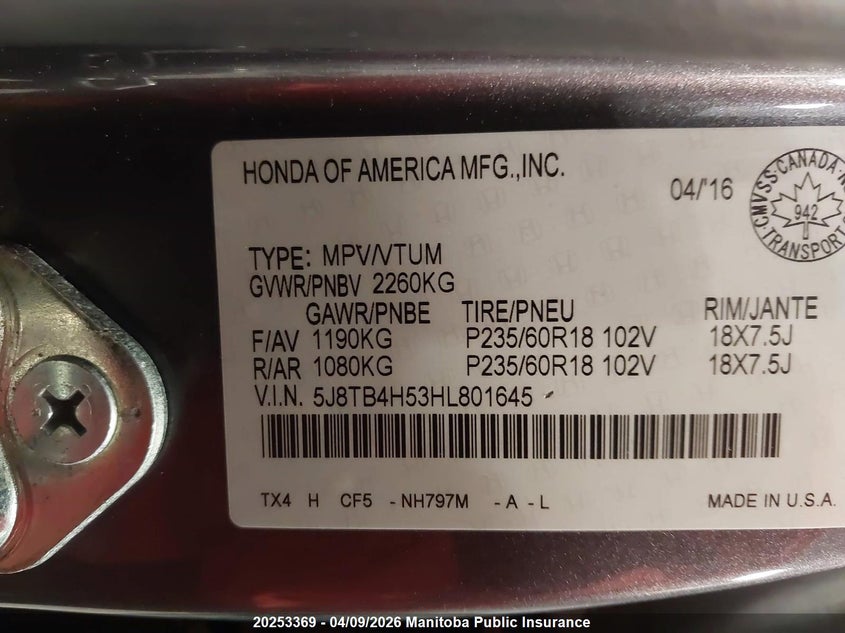 HONDA OF AMERICA MFG.,INC.
04/'16
CMVSS·CANADA·N
942
TRANSPORT
TYPE: MPV/VTUM
GVWR/PNBV 2260KG
GAWR/PNBE TIRE/PNEU RIM/JANTE
F/AV 1190KG P235/60R18 102V 18X7.5J
R/AR 1080KG P235/60R18 102V 18X7.5J
V.I.N. 5J8TB4H53HL801645
TX4 H CF5 - NH797M - A - L MADE IN U.S.A.
20253369 - 04/09/2026 Manitoba Public Insurance